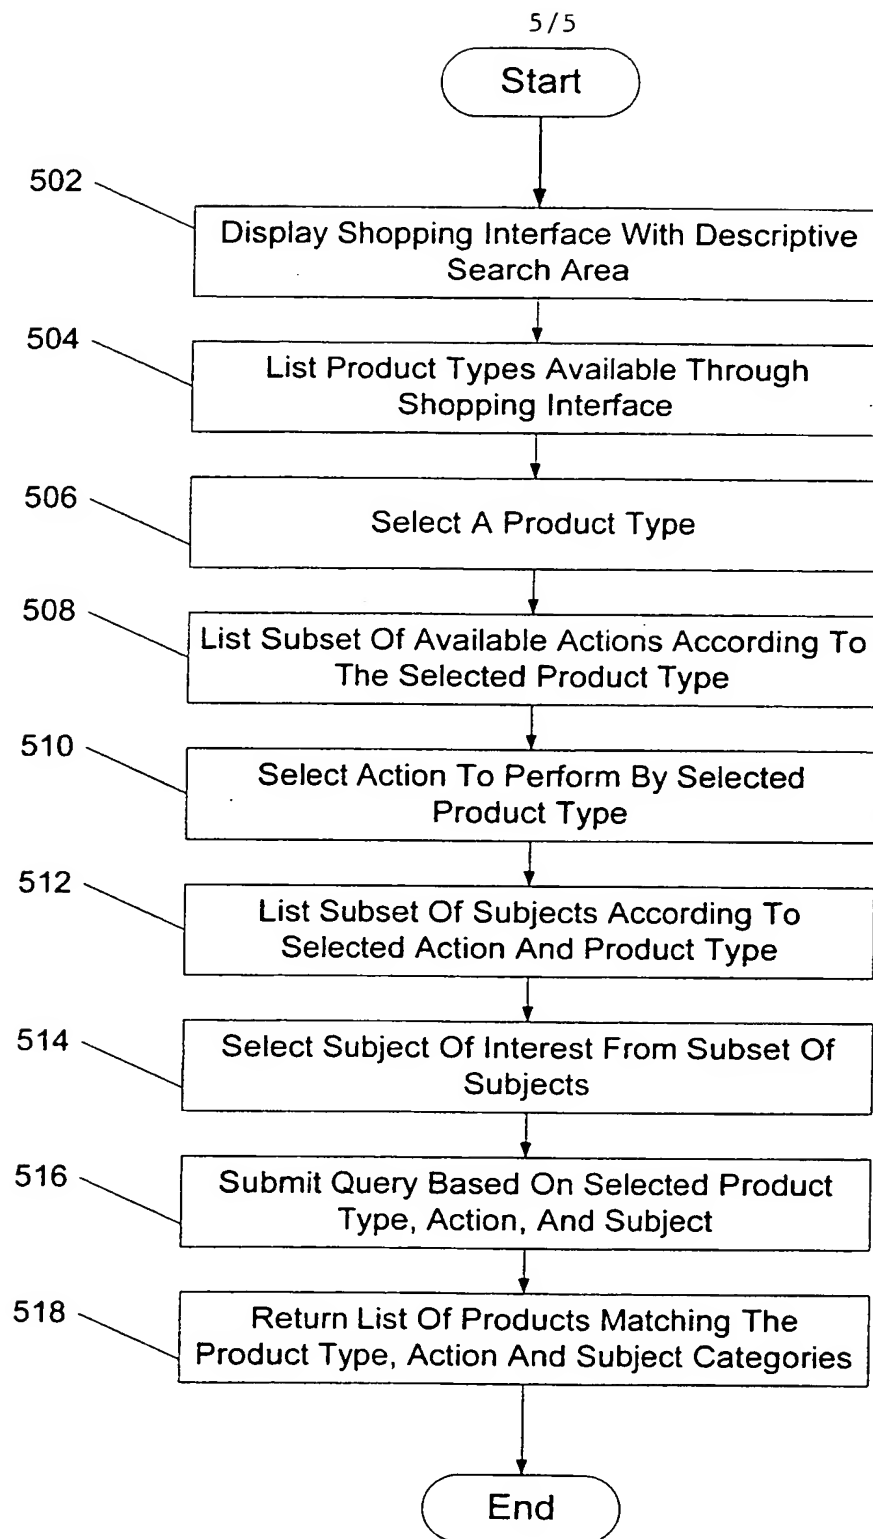 5/5
Start
502
Display Shopping Interface With Descriptive
Search Area
504
List Product Types Available Through
Shopping Interface
506
Select A Product Type
508
List Subset Of Available Actions According To
The Selected Product Type
510
Select Action To Perform By Selected
Product Type
512
List Subset Of Subjects According To
Selected Action And Product Type
514
Select Subject Of Interest From Subset Of
Subjects
516
Submit Query Based On Selected Product
Type, Action, And Subject
518
Return List Of Products Matching The
Product Type, Action And Subject Categories
End